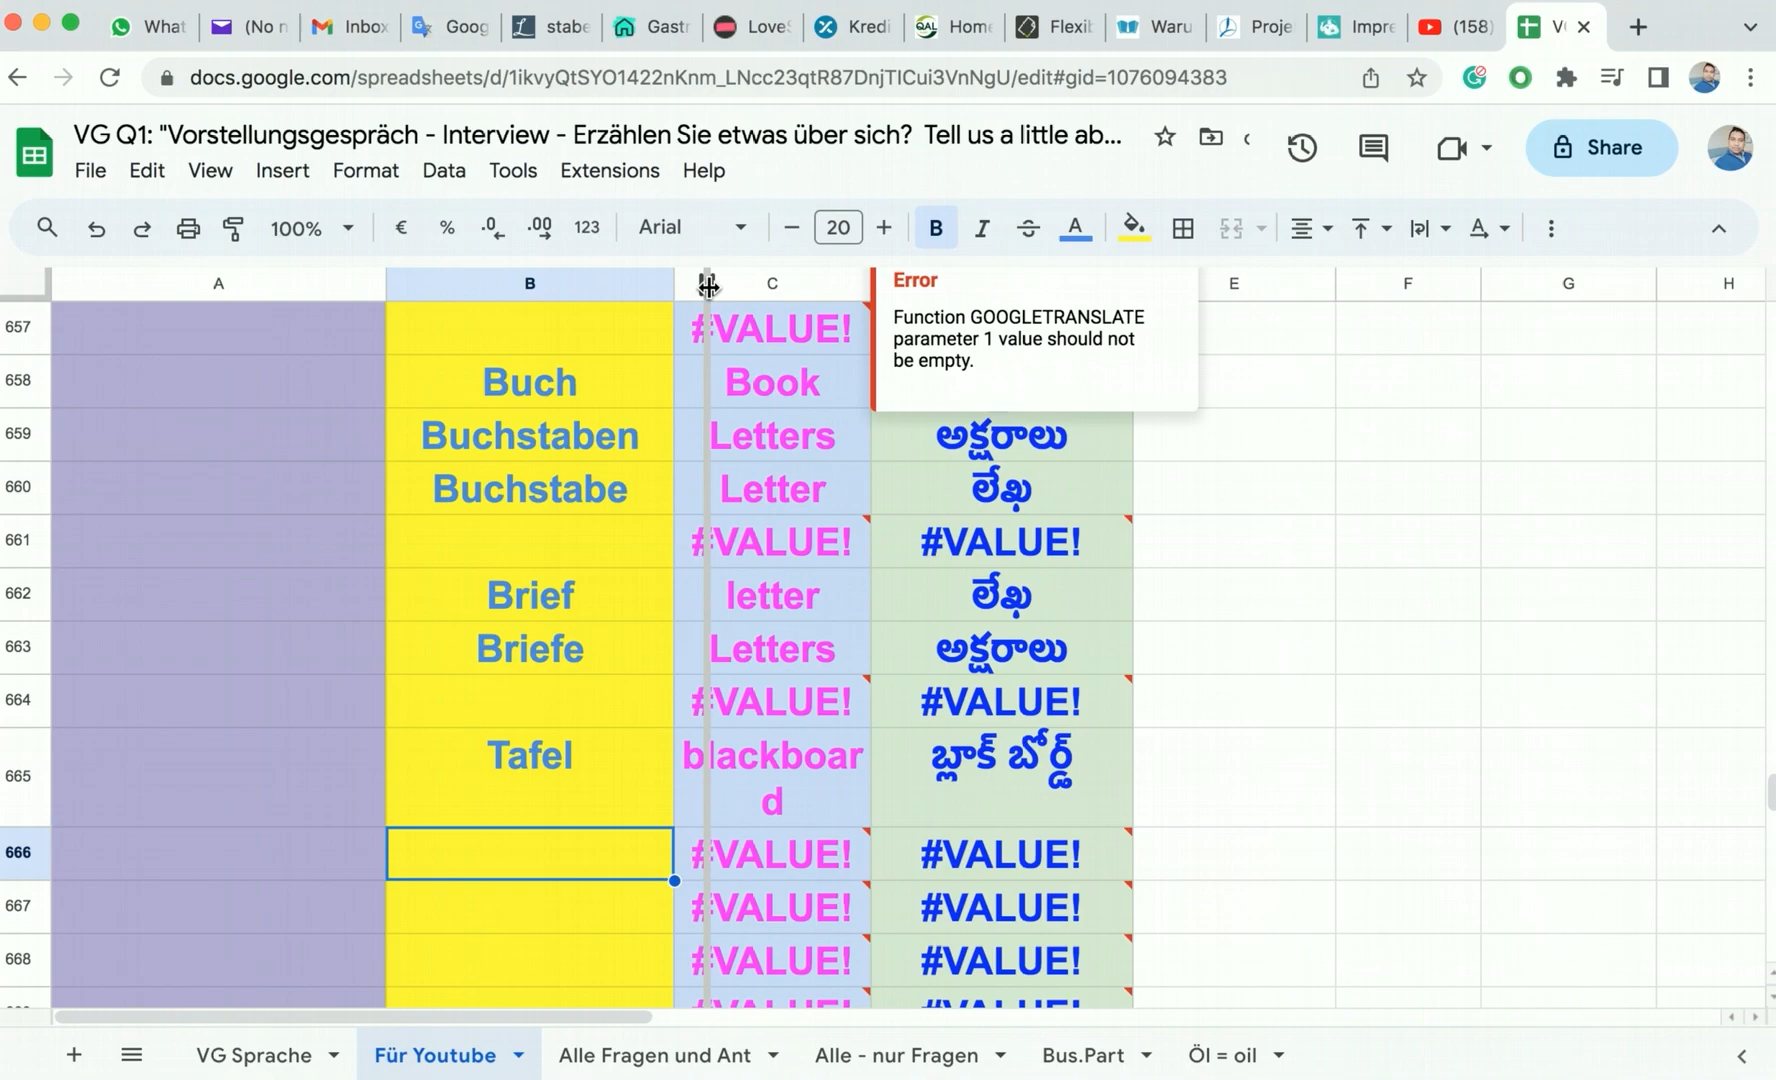 What
(No n
Inbox
Goog
stabe
Gastr
LoveS
Kredi
Home
Flexib
Waru
Proje
Impre
(158)
docs.google.com/spreadsheets/d/1ikvyQtSYO1422nKnm_LNcc23qtR87DnjTICui3VnNgU/edit#gid=1076094383
VG Q1: "Vorstellungsgespräch - Interview - Erzählen Sie etwas über sich? Tell us a little ab...
Share
File Edit View Insert Format Data Tools Extensions Help
100% € % .0 .00 123 Arial 20 B I A
A B C E F G H
Error
Function GOOGLETRANSLATE
parameter 1 value should not
be empty.
657 #VALUE!
658 Buch Book
659 Buchstaben Letters అక్షరాలు
660 Buchstabe Letter లేఖ
661 #VALUE! #VALUE!
662 Brief letter లేఖ
663 Briefe Letters అక్షరాలు
664 #VALUE! #VALUE!
665 Tafel blackboar బ్లాక్ బోర్డ్
d
666 #VALUE! #VALUE!
667 #VALUE! #VALUE!
668 #VALUE! #VALUE!
#VALUE! #VALUE!
VG Sprache Für Youtube Alle Fragen und Ant Alle - nur Fragen Bus.Part Öl = oil